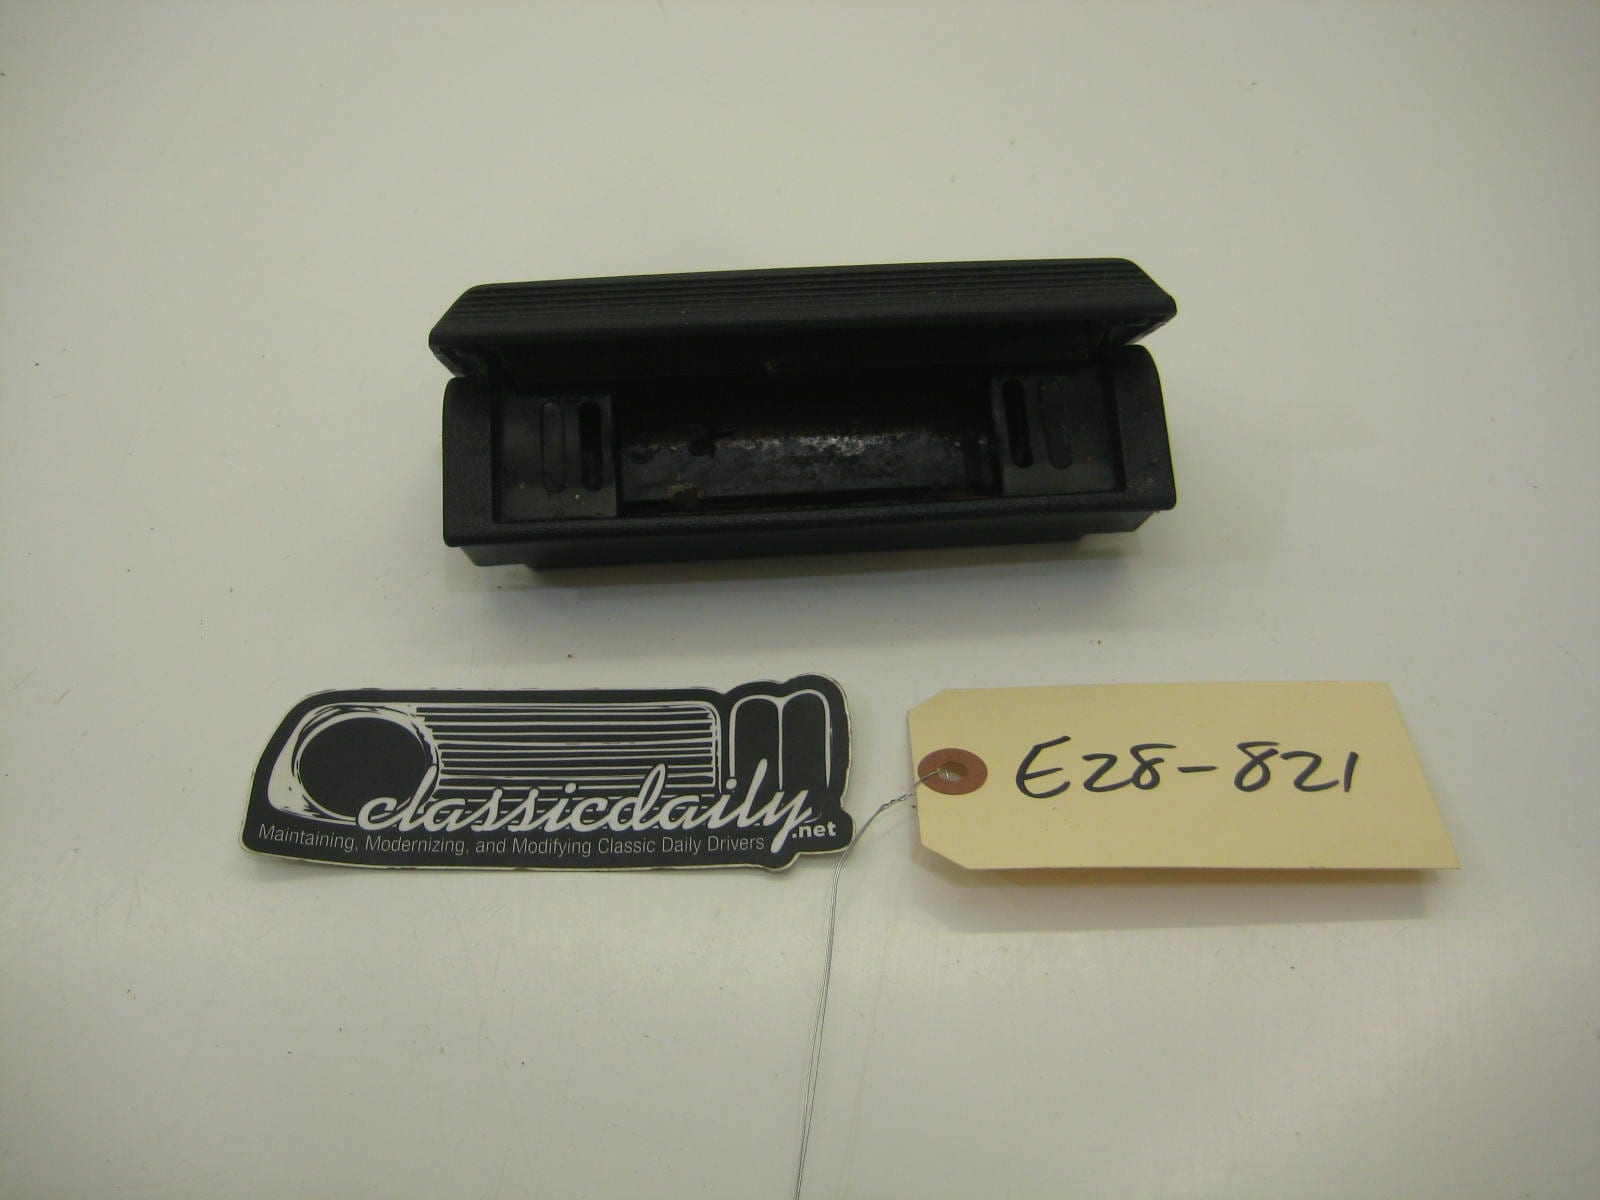 classicdaily.net
Maintaining, Modernizing, and Modifying Classic Daily Drivers
E28-821